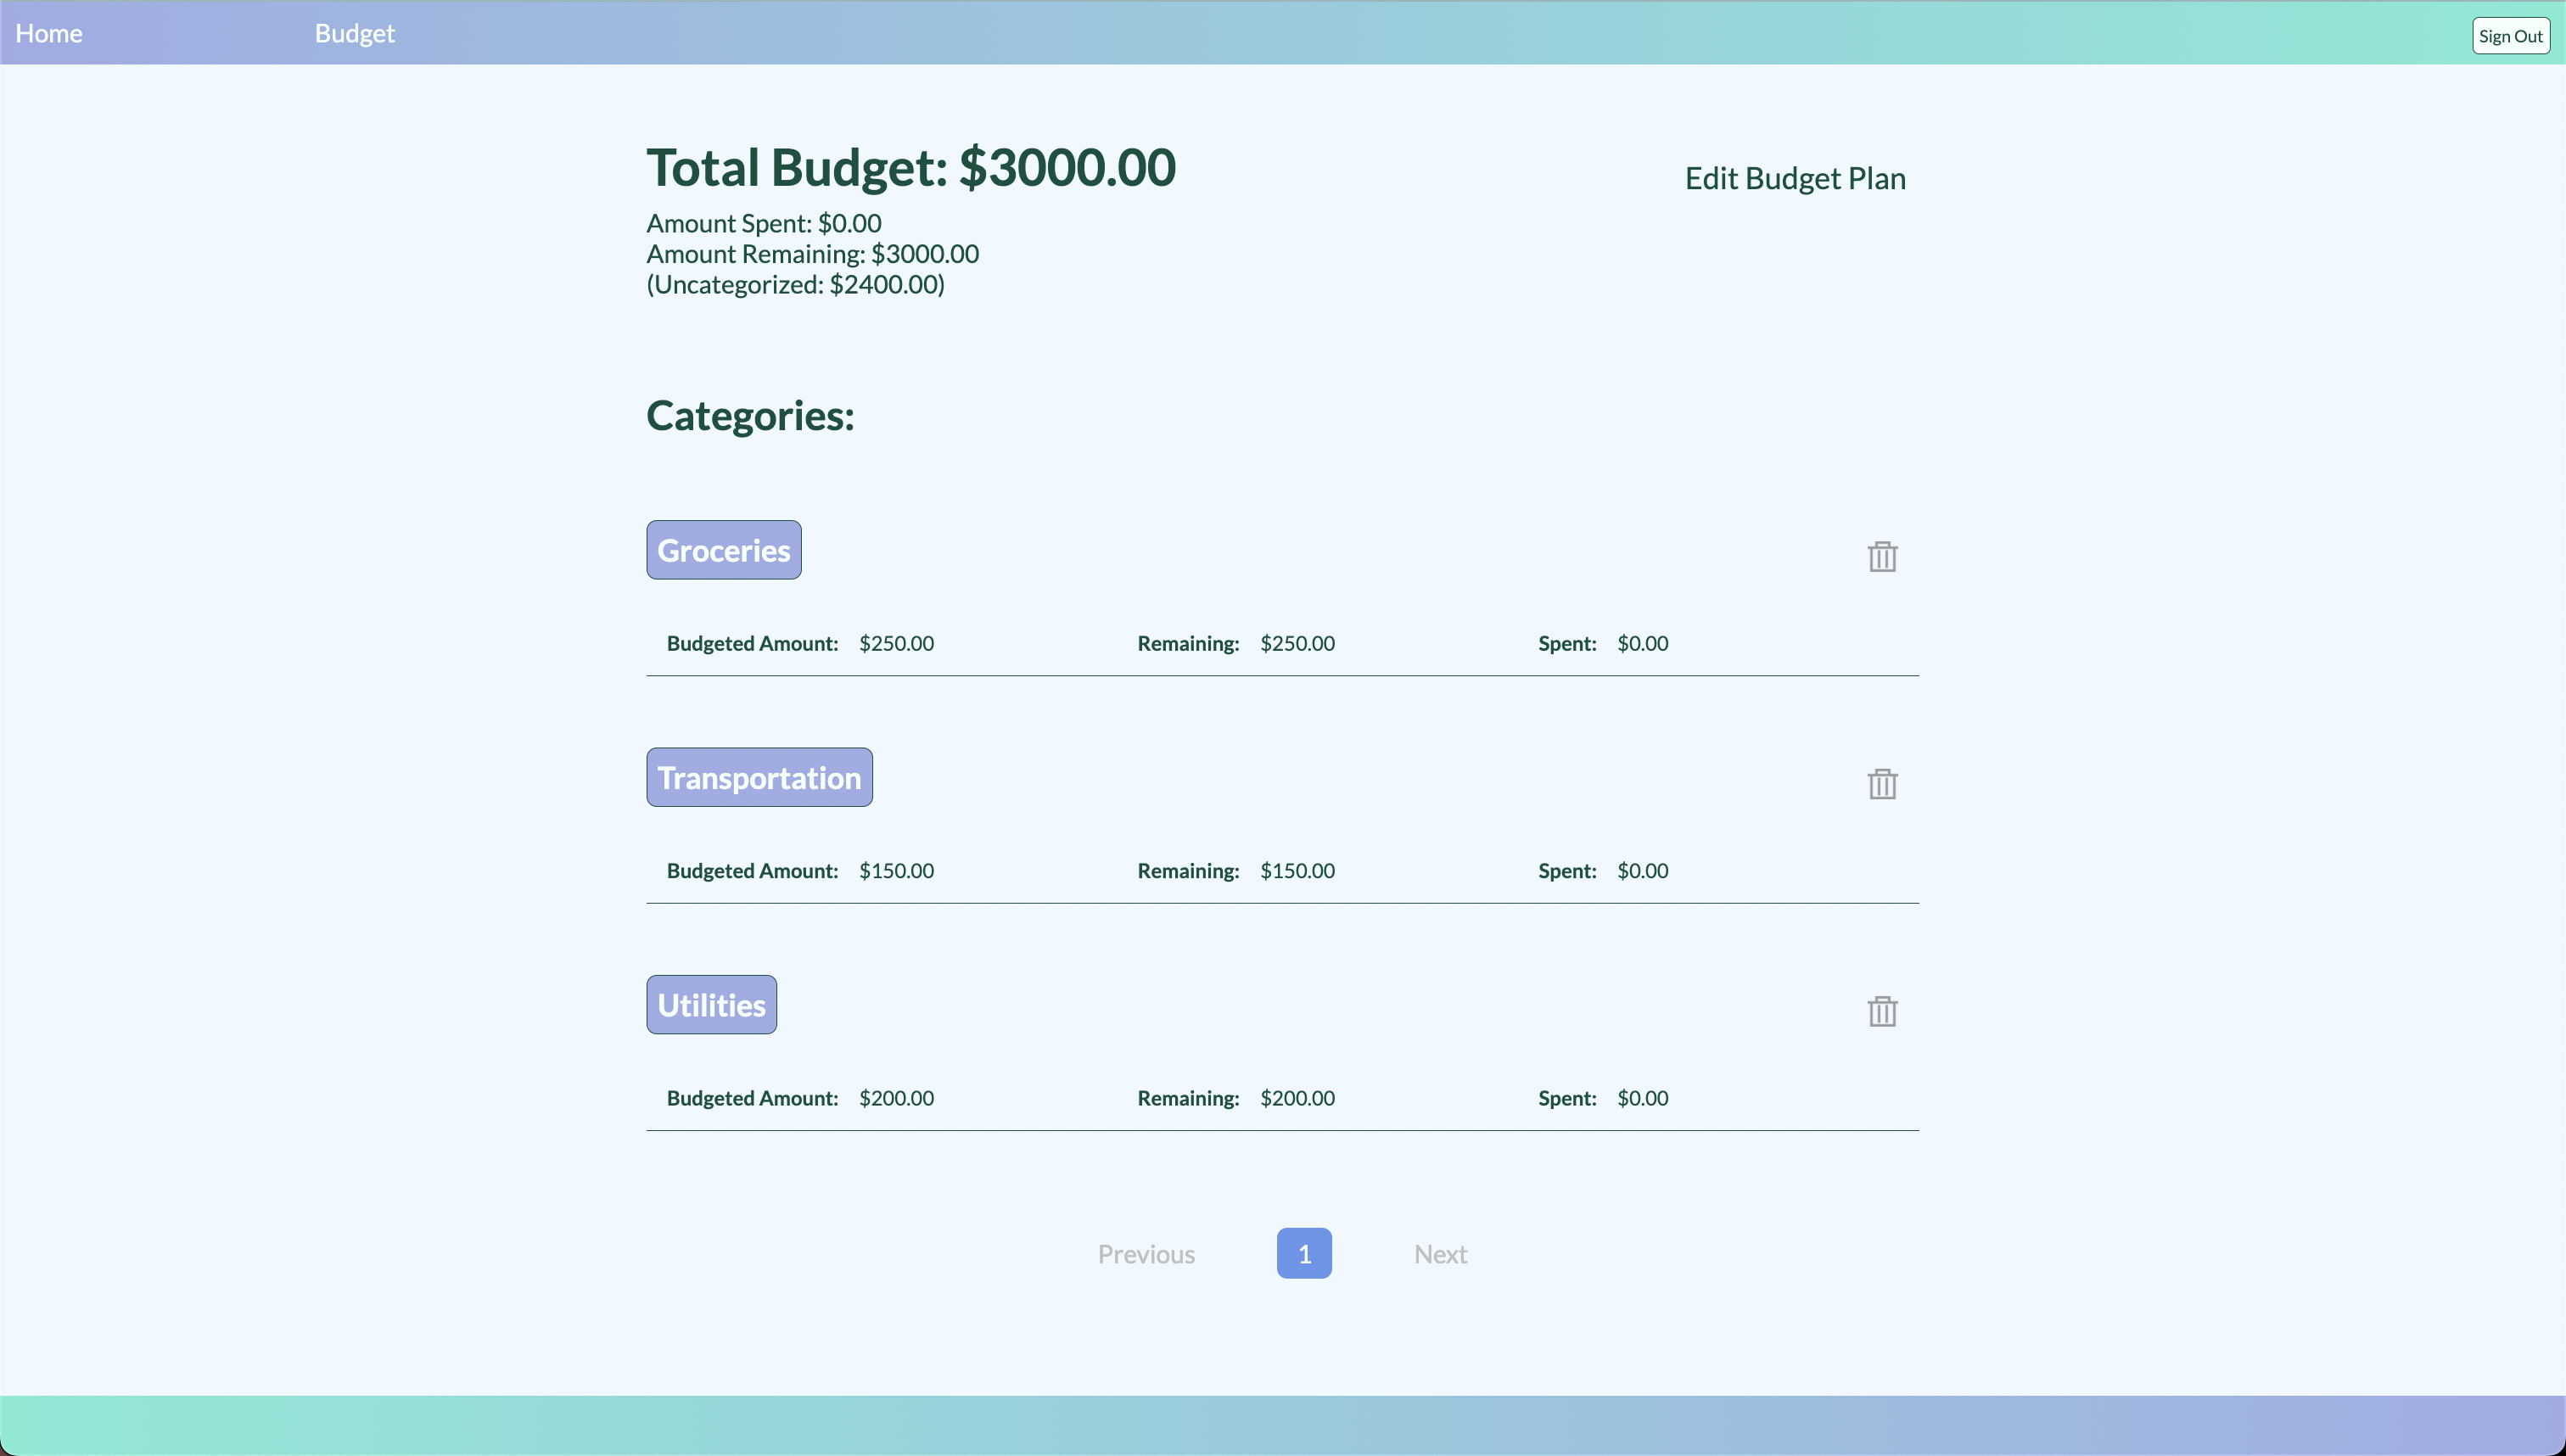 Home Budget Sign Out
Total Budget: $3000.00
Edit Budget Plan
Amount Spent: $0.00
Amount Remaining: $3000.00
(Uncategorized: $2400.00)
Categories:
Groceries
Budgeted Amount: $250.00 Remaining: $250.00 Spent: $0.00
Transportation
Budgeted Amount: $150.00 Remaining: $150.00 Spent: $0.00
Utilities
Budgeted Amount: $200.00 Remaining: $200.00 Spent: $0.00
Previous 1 Next